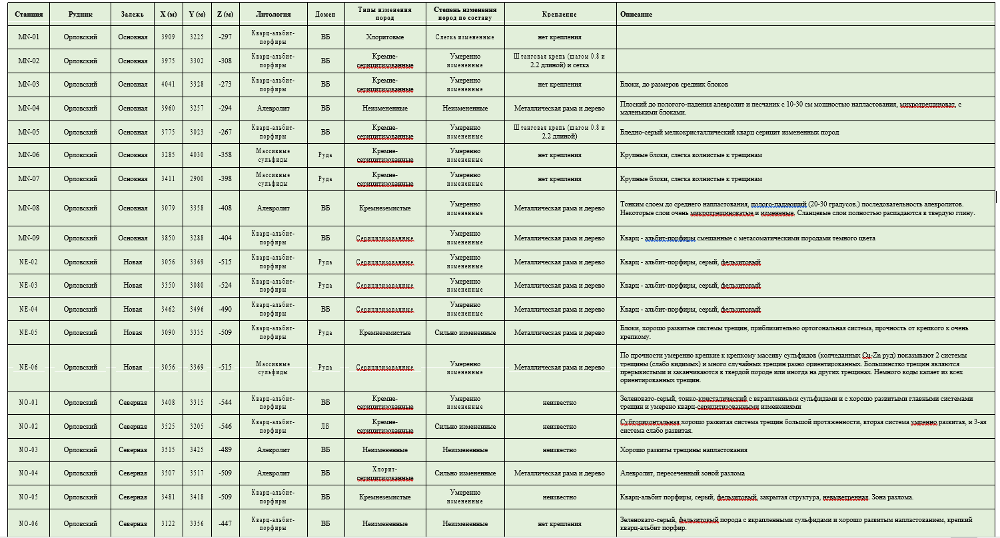 Станция Рудник Залежь X (м) Y (м) Z (м) Литология Домен Типы изменения пород Степень изменения пород по составу Крепление Описание
MN-01 Орловский Основная 3909 3225 -297 Кварц-альбит-порфиры ВБ Хлоритовые Слегка измененные нет крепления
MN-02 Орловский Основная 3975 3302 -308 Кварц-альбит-порфиры ВБ Кремне-серицитизованные Умеренно измененные Штанговая крепь (шагом 0.8 и 2.2 длиной) и сетка
MN-03 Орловский Основная 4041 3328 -273 Кварц-альбит-порфиры ВБ Кремне-серицитизованные Умеренно измененные нет крепления Блоки, до размеров средних блоков
MN-04 Орловский Основная 3960 3257 -294 Алевролит ВБ Неизмененные Неизмененные Металлическая рама и дерево Плоский до пологого-падения алевролит и песчаник с 10-30 см мощностью напластования, микротрещиноват, с маленькими блоками.
MN-05 Орловский Основная 3775 3023 -267 Кварц-альбит-порфиры ВБ Кремне-серицитизованные Умеренно измененные Штанговая крепь (шагом 0.8 и 2.2 длиной) Бледно-серый мелкокристаллический кварц серицит измененных пород
MN-06 Орловский Основная 3285 4030 -358 Массивные сульфиды Руда Кремне-серицитизованные Умеренно измененные нет крепления Крупные блоки, слегка волнистые к трещинам
MN-07 Орловский Основная 3411 2900 -398 Массивные сульфиды Руда Кремне-серицитизованные Умеренно измененные нет крепления Крупные блоки, слегка волнистые к трещинам
MN-08 Орловский Основная 3079 3358 -408 Алевролит ВБ Кремнеземистые Умеренно измененные Металлическая рама и дерево Тонким слоем до среднего напластования, полого-падающий (20-30 градусов.) последовательность алевролитов. Некоторые слои очень микротрещиноватые и измененые. Сланцевые слои полностью распадаются в твердую глину.
MN-09 Орловский Основная 3850 3288 -404 Кварц-альбит-порфиры ВБ Серицитизованные Умеренно измененные Металлическая рама и дерево Кварц - альбит-порфиры смешанные с метасоматическими породами темного цвета
NE-02 Орловский Новая 3056 3369 -515 Кварц-альбит-порфиры Руда Серицитизованные Умеренно измененные Металлическая рама и дерево Кварц - альбит-порфиры, серый, фельзитовый
NE-03 Орловский Новая 3350 3080 -524 Кварц-альбит-порфиры Руда Серицитизованные Умеренно измененные Металлическая рама и дерево Кварц - альбит-порфиры, серый, фельзитовый
NE-04 Орловский Новая 3462 3496 -490 Кварц-альбит-порфиры ВБ Серицитизованные Умеренно измененные Металлическая рама и дерево Кварц - альбит-порфиры, серый, фельзитовый
NE-05 Орловский Новая 3090 3335 -509 Кварц-альбит-порфиры Руда Кремнеземистые Сильно измененные Металлическая рама и дерево Блоки, хорошо развитые системы трещин, приблизительно ортогональная система, прочность от крепкого к очень крепкому.
NE-06 Орловский Новая 3056 3369 -515 Массивные сульфиды Руда Серицитизованные Умеренно измененные Металлическая рама и дерево По прочности умеренно крепкие к крепкому массиву сульфидов (колчеданных Cu-Zn руд) показывают 2 системы трещины (слабо видимых) и много случайных трещин разно ориентированных. Большинство трещин являются прерывистыми и заканчиваются в твердой породе или иногда на других трещинах. Немного воды капает из всех ориентированных трещин.
NO-01 Орловский Северная 3408 3315 -544 Кварц-альбит-порфиры ВБ Кремне-серицитизованные Умеренно измененные неизвестно Зеленовато-серый, тонко-кристалический с вкрапленными сульфидами и с хорошо развитыми главными системами трещин и умерено кварц-серицитизованными изменениями
NO-02 Орловский Северная 3525 3205 -546 Кварц-альбит-порфиры ЛБ Кремне-серицитизованные Сильно измененные неизвестно Субгоризонтальная хорошо развитая система трещин большой протяженности, вторая система умренно развитая, и 3-ая система слабо развитая.
NO-03 Орловский Северная 3515 3425 -489 Алевролит ВБ Неизмененные Неизмененные неизвестно Хорошо развиты трещины напластования
NO-04 Орловский Северная 3507 3517 -509 Алевролит ВБ Хлорит-серицитизованные Сильно измененные Металлическая рама и дерево Алевролит, пересеченный зоной разлома
NO-05 Орловский Северная 3481 3418 -509 Кварц-альбит-порфиры ВБ Кремнеземистые Умеренно измененные неизвестно Кварц-альбит порфиры, серый, фельзитовый, закрытая структура, невыветренная. Зона разлома.
NO-06 Орловский Северная 3122 3356 -447 Кварц-альбит-порфиры ВБ Неизмененные Неизмененные нет крепления Зеленовато-серый, фельзитовый порода с вкрапленными сульфидами и хорошо развитым напластованием, крепкий кварц-альбит порфир.